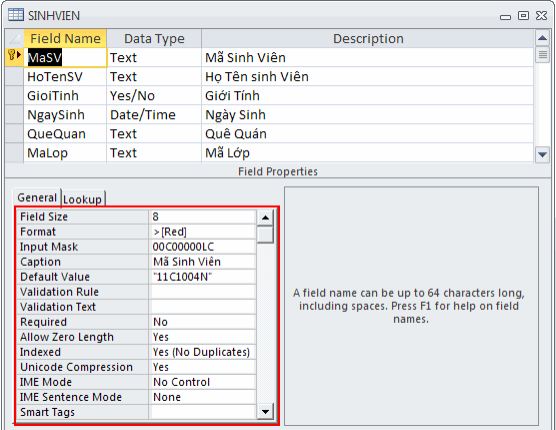 SINHVIEN
Field Name Data Type Description
MaSV Text Mã Sinh Viên
HoTenSV Text Họ Tên sinh Viên
GioiTinh Yes/No Giới Tính
NgaySinh Date/Time Ngày Sinh
QueQuan Text Quê Quán
MaLop Text Mã Lớp
Field Properties
General Lookup
Field Size 8
Format >[Red]
Input Mask 00C00000LC
Caption Mã Sinh Viên
Default Value "11C1004N"
Validation Rule
Validation Text
Required No
Allow Zero Length Yes
Indexed Yes (No Duplicates)
Unicode Compression Yes
IME Mode No Control
IME Sentence Mode None
Smart Tags
A field name can be up to 64 characters long,
including spaces. Press F1 for help on field
names.